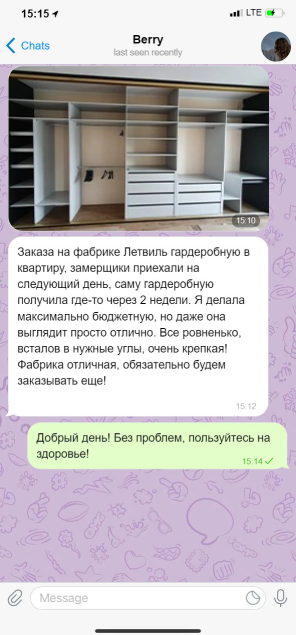 15:15
LTE
Chats
Berry
last seen recently
15:10
Заказа на фабрике Летвиль гардеробную в
квартиру, замерщики приехали на
следующий день, саму гардеробную
получила где-то через 2 недели. Я делала
максимально бюджетную, но даже она
выглядит просто отлично. Все ровненько,
всталов в нужные углы, очень крепкая!
Фабрика отличная, обязательно будем
заказывать еще!
15:12
Добрый день! Без проблем, пользуйтесь на
здоровье!
15:14
Message